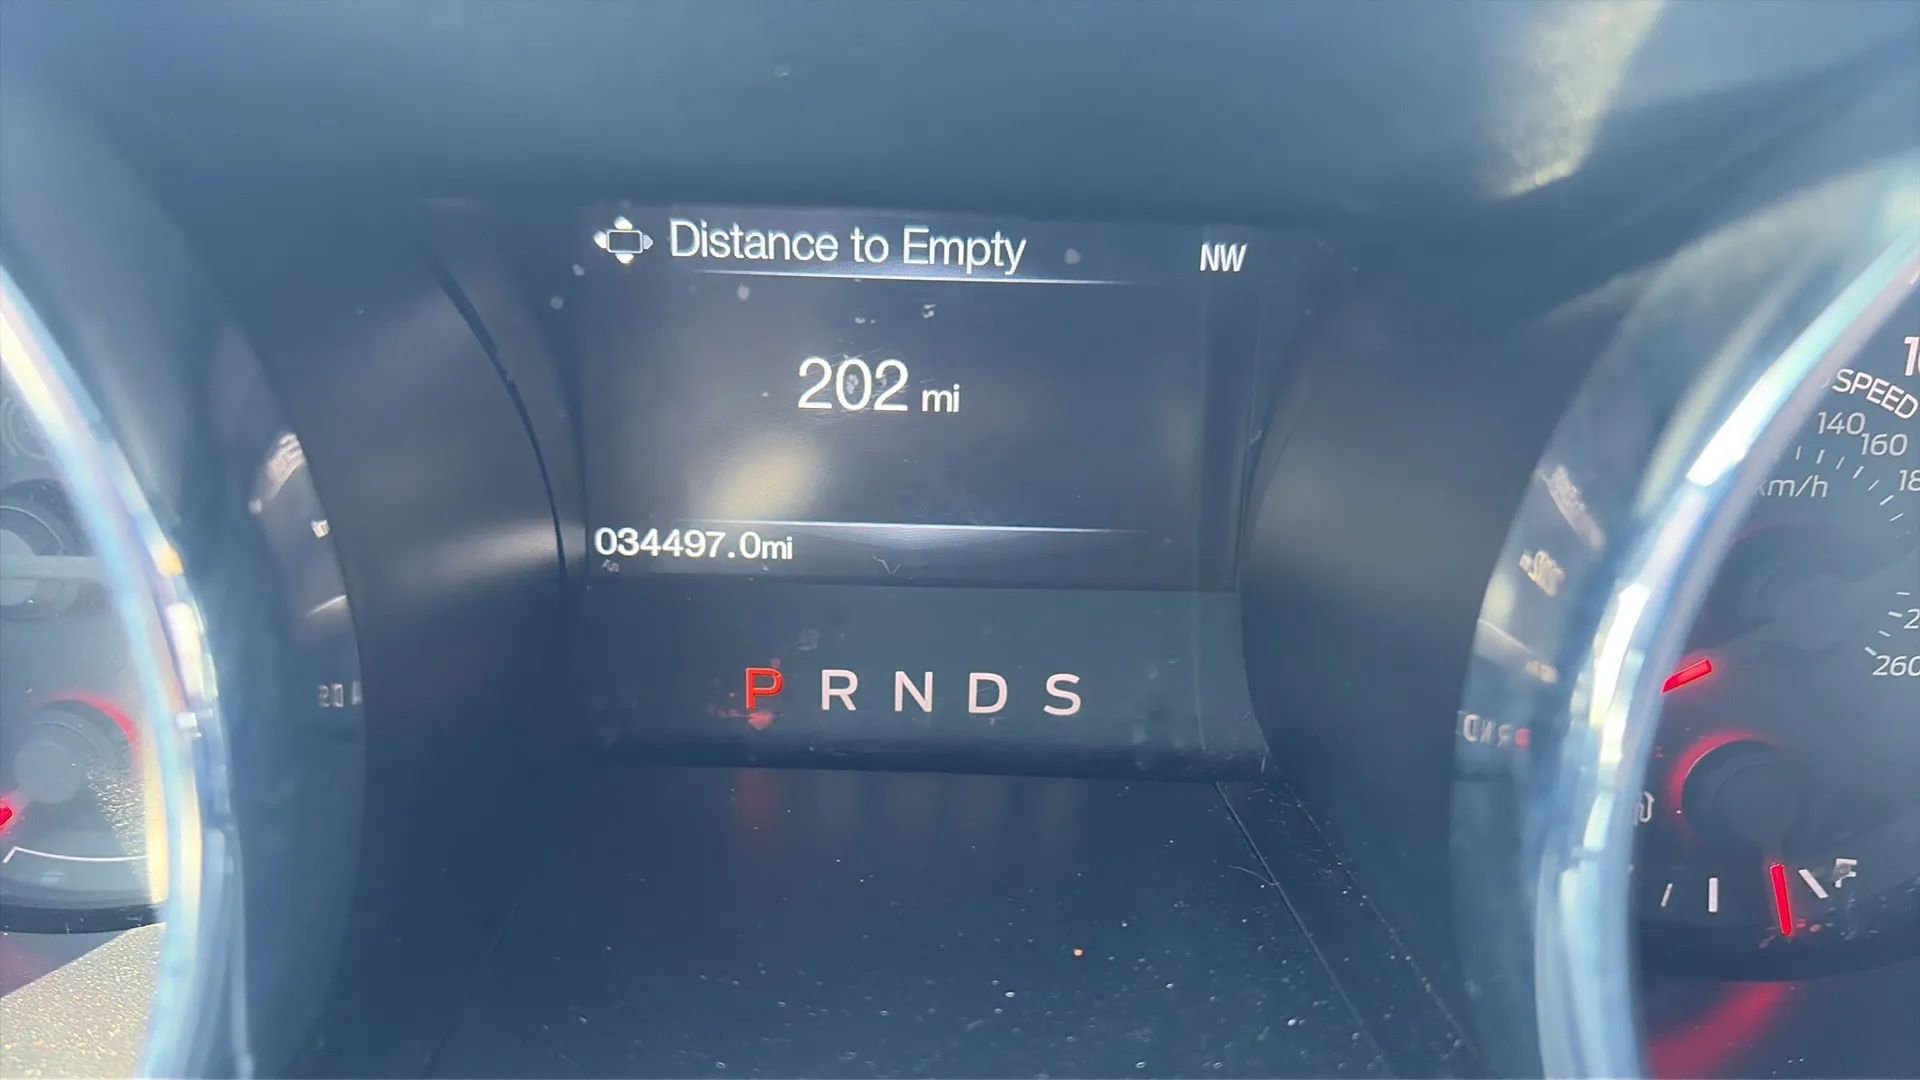 Distance to Empty
NW
202 mi
034497.0mi
P R N D S
SPEED
140
160
km/h
260
F